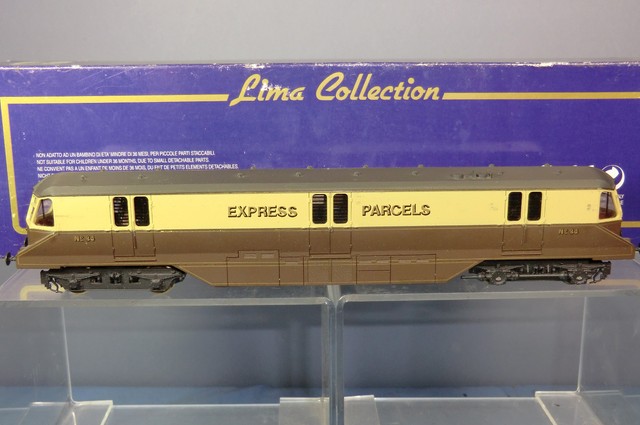 Lima Collection
NON ADATTO AD UN BAMBINO DI ETA' MINORE DI 36 MESI, PER PICCOLE PARTI STACCABILI.
NOT SUITABLE FOR CHILDREN UNDER 36 MONTHS, DUE TO SMALL DETACHABLE PARTS.
NE CONVIENT PAS A UN ENFANT DE MOINS DE 36 MOIS, DU ET DE PETITS ELEMENTS DETACHABLES.
EXPRESS PARCELS